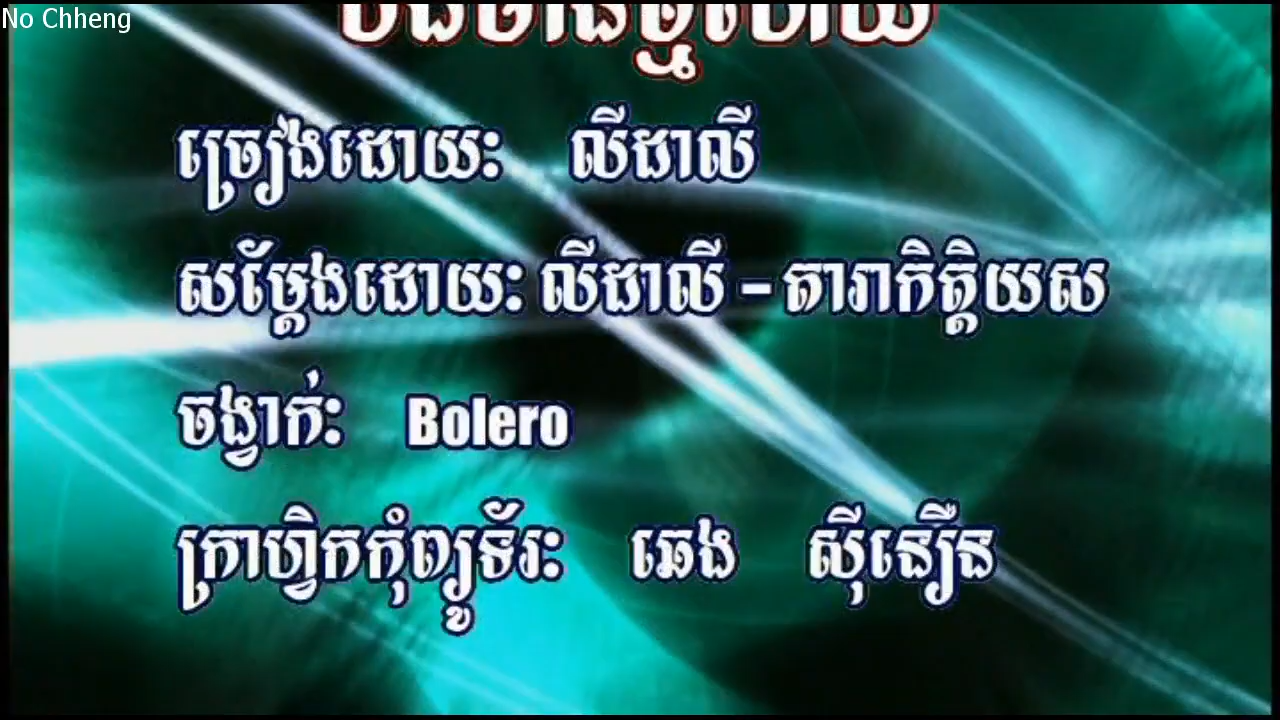 No Chheng
ច្រៀងដោយៈ លីដាលី
សម្ដែងដោយៈ លីដាលី - តារាកិត្តិយស
ចង្វាក់ៈ Bolero
ក្រាហ្វិកកុំព្យូទ័រៈ ឆេង ស៊ីនឿន